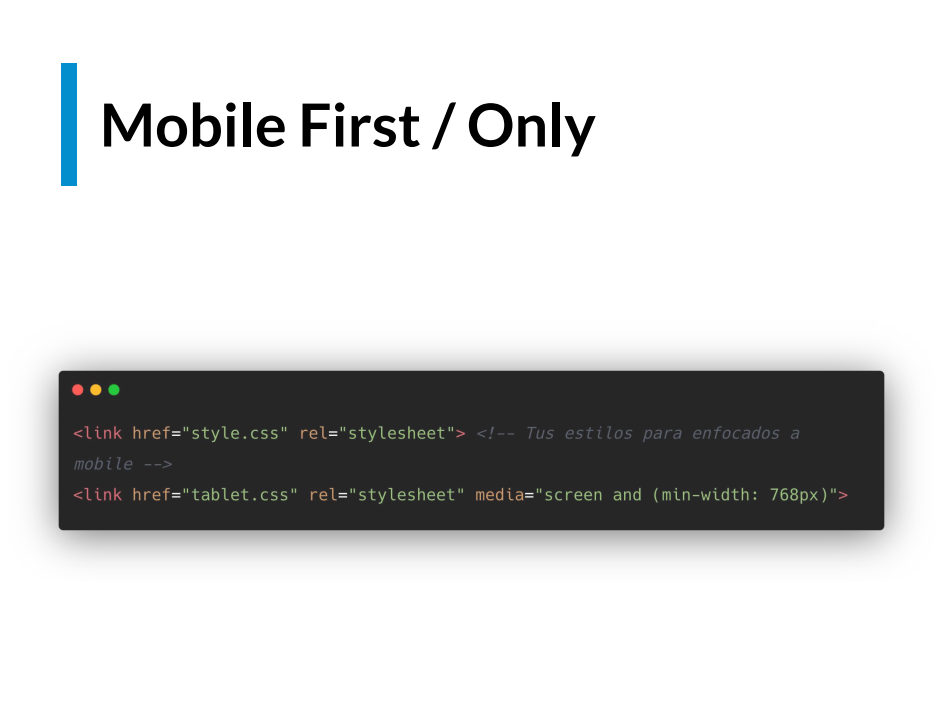 Mobile First / Only
<link href="style.css" rel="stylesheet"> <!-- Tus estilos para enfocados a
mobile -->
<link href="tablet.css" rel="stylesheet" media="screen and (min-width: 768px)">